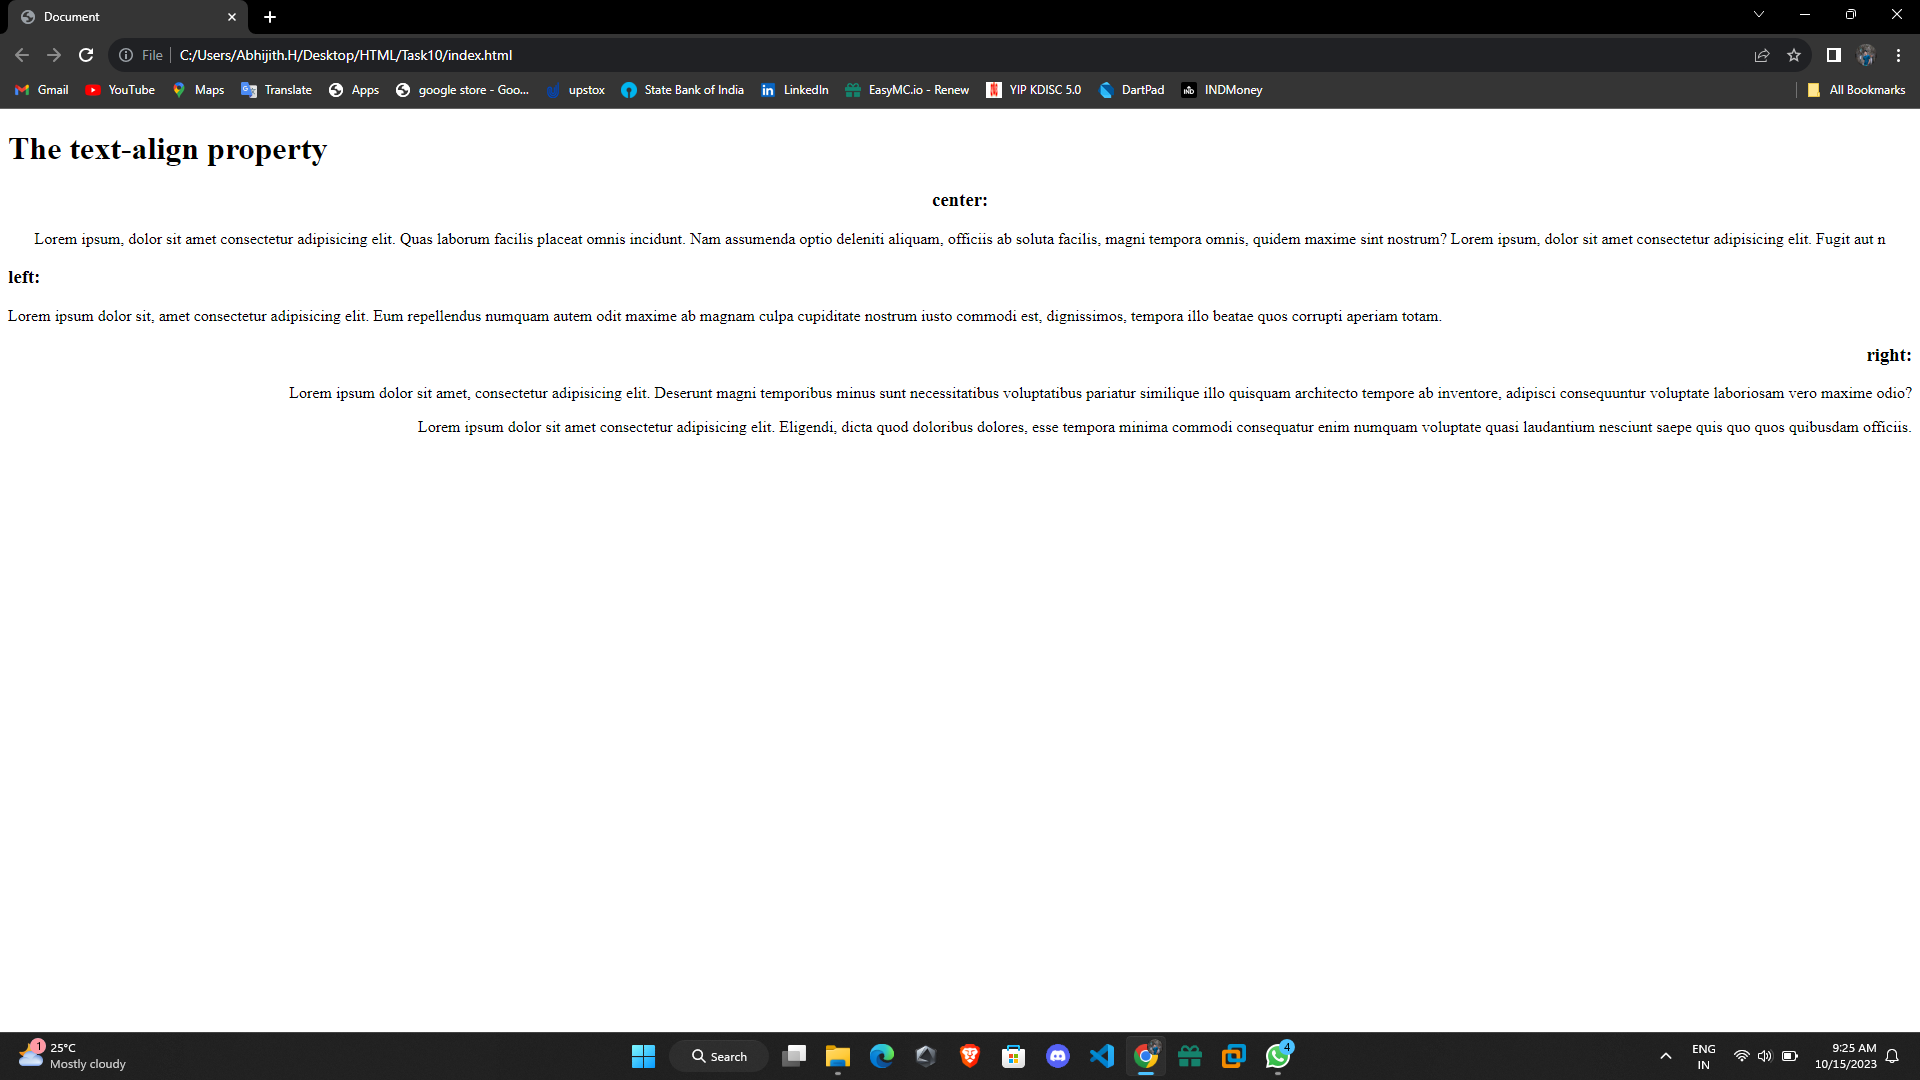 Document
File
C:/Users/Abhijith.H/Desktop/HTML/Task10/index.html
Gmail YouTube Maps Translate Apps google store - Goo... upstox State Bank of India LinkedIn EasyMC.io - Renew YIP KDISC 5.0 DartPad INDMoney All Bookmarks
The text-align property
center:
Lorem ipsum, dolor sit amet consectetur adipisicing elit. Quas laborum facilis placeat omnis incidunt. Nam assumenda optio deleniti aliquam, officiis ab soluta facilis, magni tempora omnis, quidem maxime sint nostrum? Lorem ipsum, dolor sit amet consectetur adipisicing elit. Fugit aut n
left:
Lorem ipsum dolor sit, amet consectetur adipisicing elit. Eum repellendus numquam autem odit maxime ab magnam culpa cupiditate nostrum iusto commodi est, dignissimos, tempora illo beatae quos corrupti aperiam totam.
right:
Lorem ipsum dolor sit amet, consectetur adipisicing elit. Deserunt magni temporibus minus sunt necessitatibus voluptatibus pariatur similique illo quisquam architecto tempore ab inventore, adipisci consequuntur voluptate laboriosam vero maxime odio?
Lorem ipsum dolor sit amet consectetur adipisicing elit. Eligendi, dicta quod doloribus dolores, esse tempora minima commodi consequatur enim numquam voluptate quasi laudantium nesciunt saepe quis quo quos quibusdam officiis.
1
25°C
Mostly cloudy
Search
4
ENG
IN
9:25 AM
10/15/2023